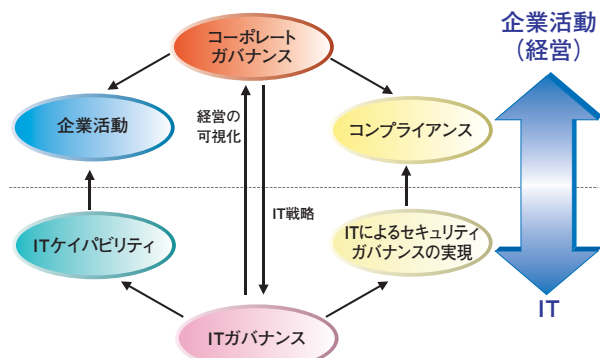 コーポレート
ガバナンス
企業活動
(経営)
企業活動
経営の
可視化
コンプライアンス
IT戦略
ITケイパビリティ
ITによるセキュリティ
ガバナンスの実現
IT
ITガバナンス